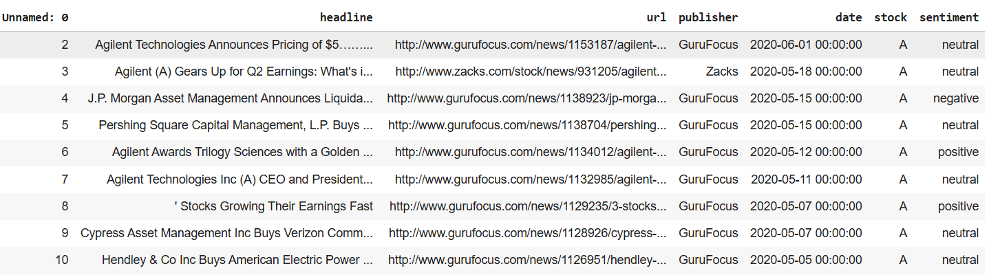 Unnamed: 0 headline url publisher date stock sentiment
2 Agilent Technologies Announces Pricing of $5…….... http://www.gurufocus.com/news/1153187/agilent-... GuruFocus 2020-06-01 00:00:00 A neutral
3 Agilent (A) Gears Up for Q2 Earnings: What's i... http://www.zacks.com/stock/news/931205/agilent... Zacks 2020-05-18 00:00:00 A neutral
4 J.P. Morgan Asset Management Announces Liquida... http://www.gurufocus.com/news/1138923/jp-morga... GuruFocus 2020-05-15 00:00:00 A negative
5 Pershing Square Capital Management, L.P. Buys ... http://www.gurufocus.com/news/1138704/pershing... GuruFocus 2020-05-15 00:00:00 A neutral
6 Agilent Awards Trilogy Sciences with a Golden ... http://www.gurufocus.com/news/1134012/agilent-... GuruFocus 2020-05-12 00:00:00 A positive
7 Agilent Technologies Inc (A) CEO and President... http://www.gurufocus.com/news/1132985/agilent-... GuruFocus 2020-05-11 00:00:00 A neutral
8 ' Stocks Growing Their Earnings Fast http://www.gurufocus.com/news/1129235/3-stocks... GuruFocus 2020-05-07 00:00:00 A positive
9 Cypress Asset Management Inc Buys Verizon Comm... http://www.gurufocus.com/news/1128926/cypress-... GuruFocus 2020-05-07 00:00:00 A neutral
10 Hendley & Co Inc Buys American Electric Power ... http://www.gurufocus.com/news/1126951/hendley-... GuruFocus 2020-05-05 00:00:00 A neutral